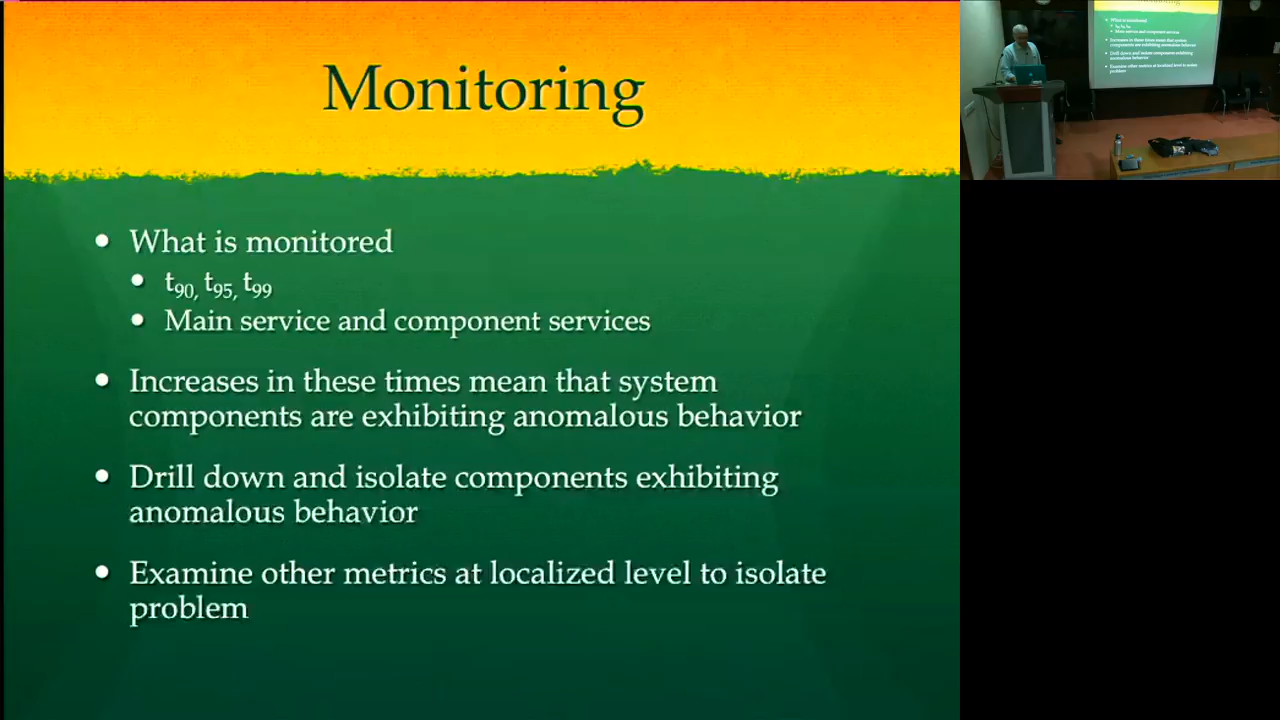 Monitoring
• What is monitored
• t90, t95, t99
• Main service and component services
• Increases in these times mean that system
components are exhibiting anomalous behavior
• Drill down and isolate components exhibiting
anomalous behavior
• Examine other metrics at localized level to isolate
problem